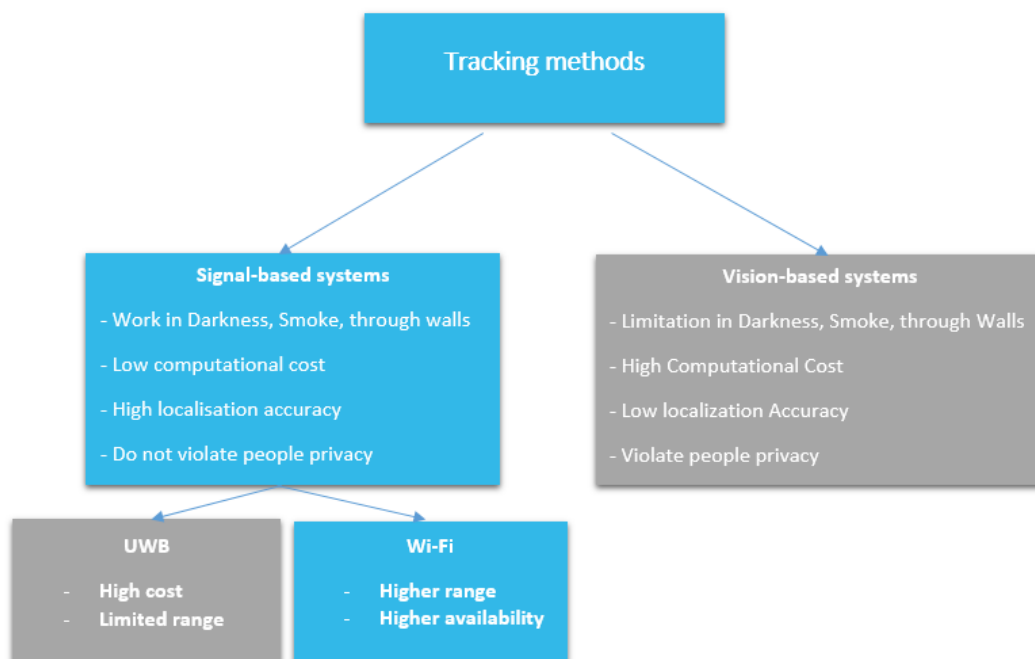 Tracking methods
Signal-based systems
- Work in Darkness, Smoke, through walls
- Low computational cost
- High localisation accuracy
- Do not violate people privacy
Vision-based systems
- Limitation in Darkness, Smoke, through Walls
- High Computational Cost
- Low localization Accuracy
- Violate people privacy
UWB
- High cost
- Limited range
Wi-Fi
- Higher range
- Higher availability